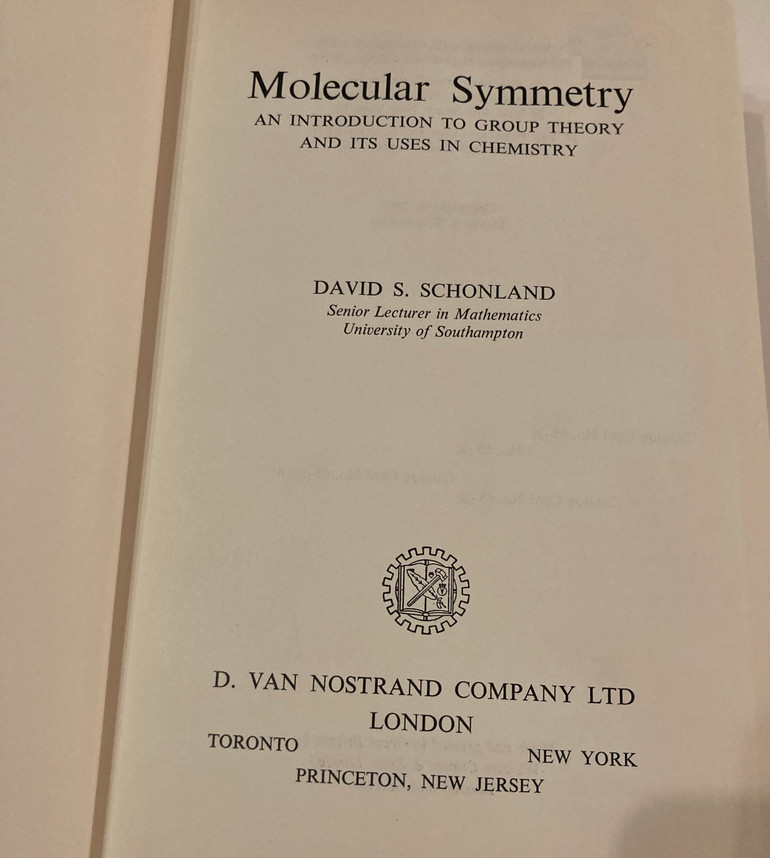 Molecular Symmetry
AN INTRODUCTION TO GROUP THEORY
AND ITS USES IN CHEMISTRY
DAVID S. SCHONLAND
Senior Lecturer in Mathematics
University of Southampton
D. VAN NOSTRAND COMPANY LTD
LONDON
TORONTO
NEW YORK
PRINCETON, NEW JERSEY